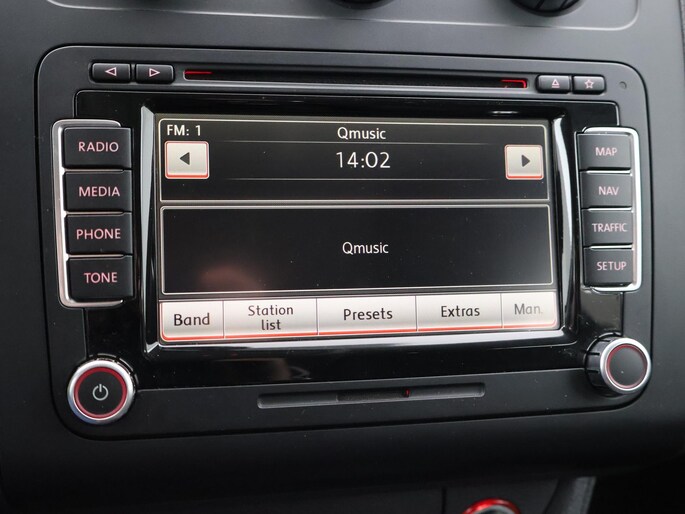 FM: 1
Qmusic
14:02
RADIO
MEDIA
PHONE
TONE
MAP
NAV
TRAFFIC
SETUP
Qmusic
Band
Station
list
Presets
Extras
Man.